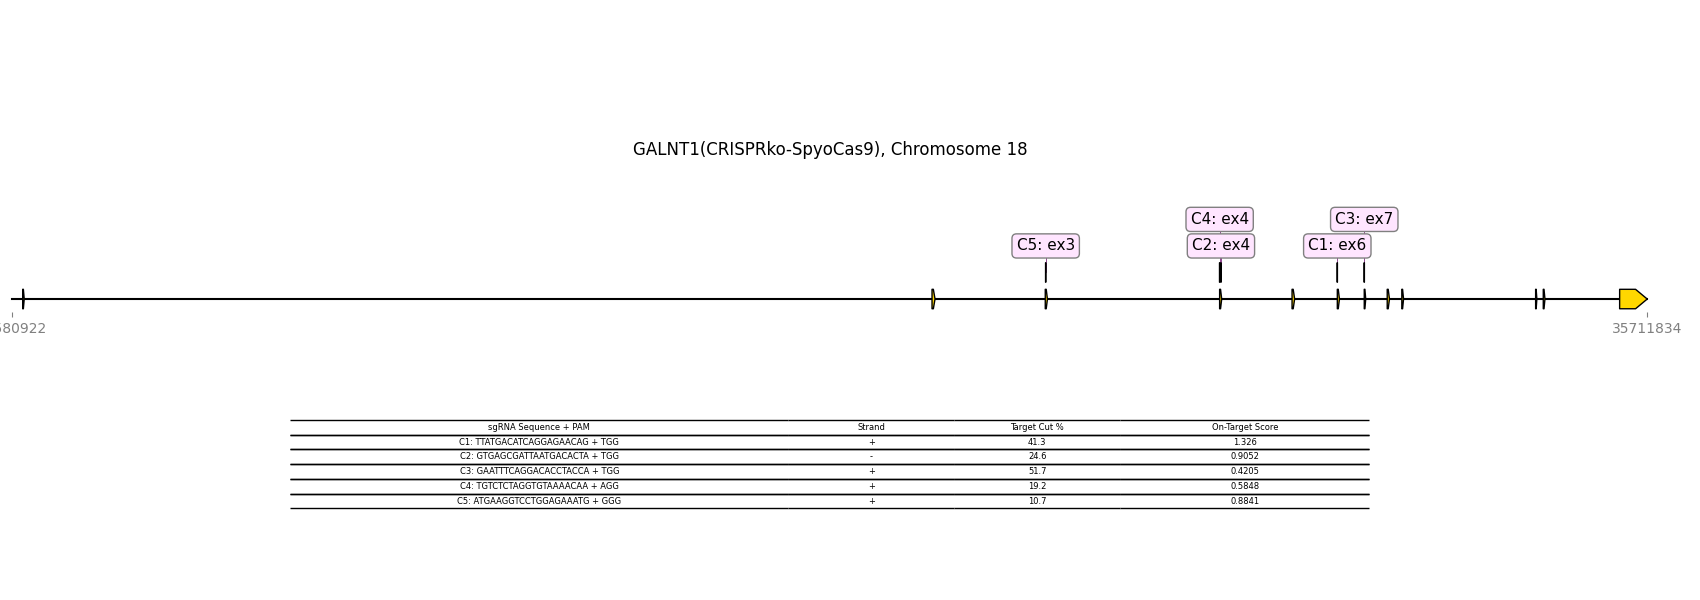 GALNT1(CRISPRko-SpyoCas9), Chromosome 18
C4: ex4 C3: ex7
C5: ex3 C2: ex4 C1: ex6
580922 35711834
sgRNA Sequence + PAM Strand Target Cut % On-Target Score
C1: TTATGACATCAGGAGAACAG + TGG + 41.3 1.326
C2: GTGAGCGATTAATGACACTA + TGG - 24.6 0.9052
C3: GAATTTCAGGACACCTACCA + TGG + 51.7 0.4205
C4: TGTCTCTAGGTGTAAAACAA + AGG + 19.2 0.5848
C5: ATGAAGGTCCTGGAGAAATG + GGG + 10.7 0.8841